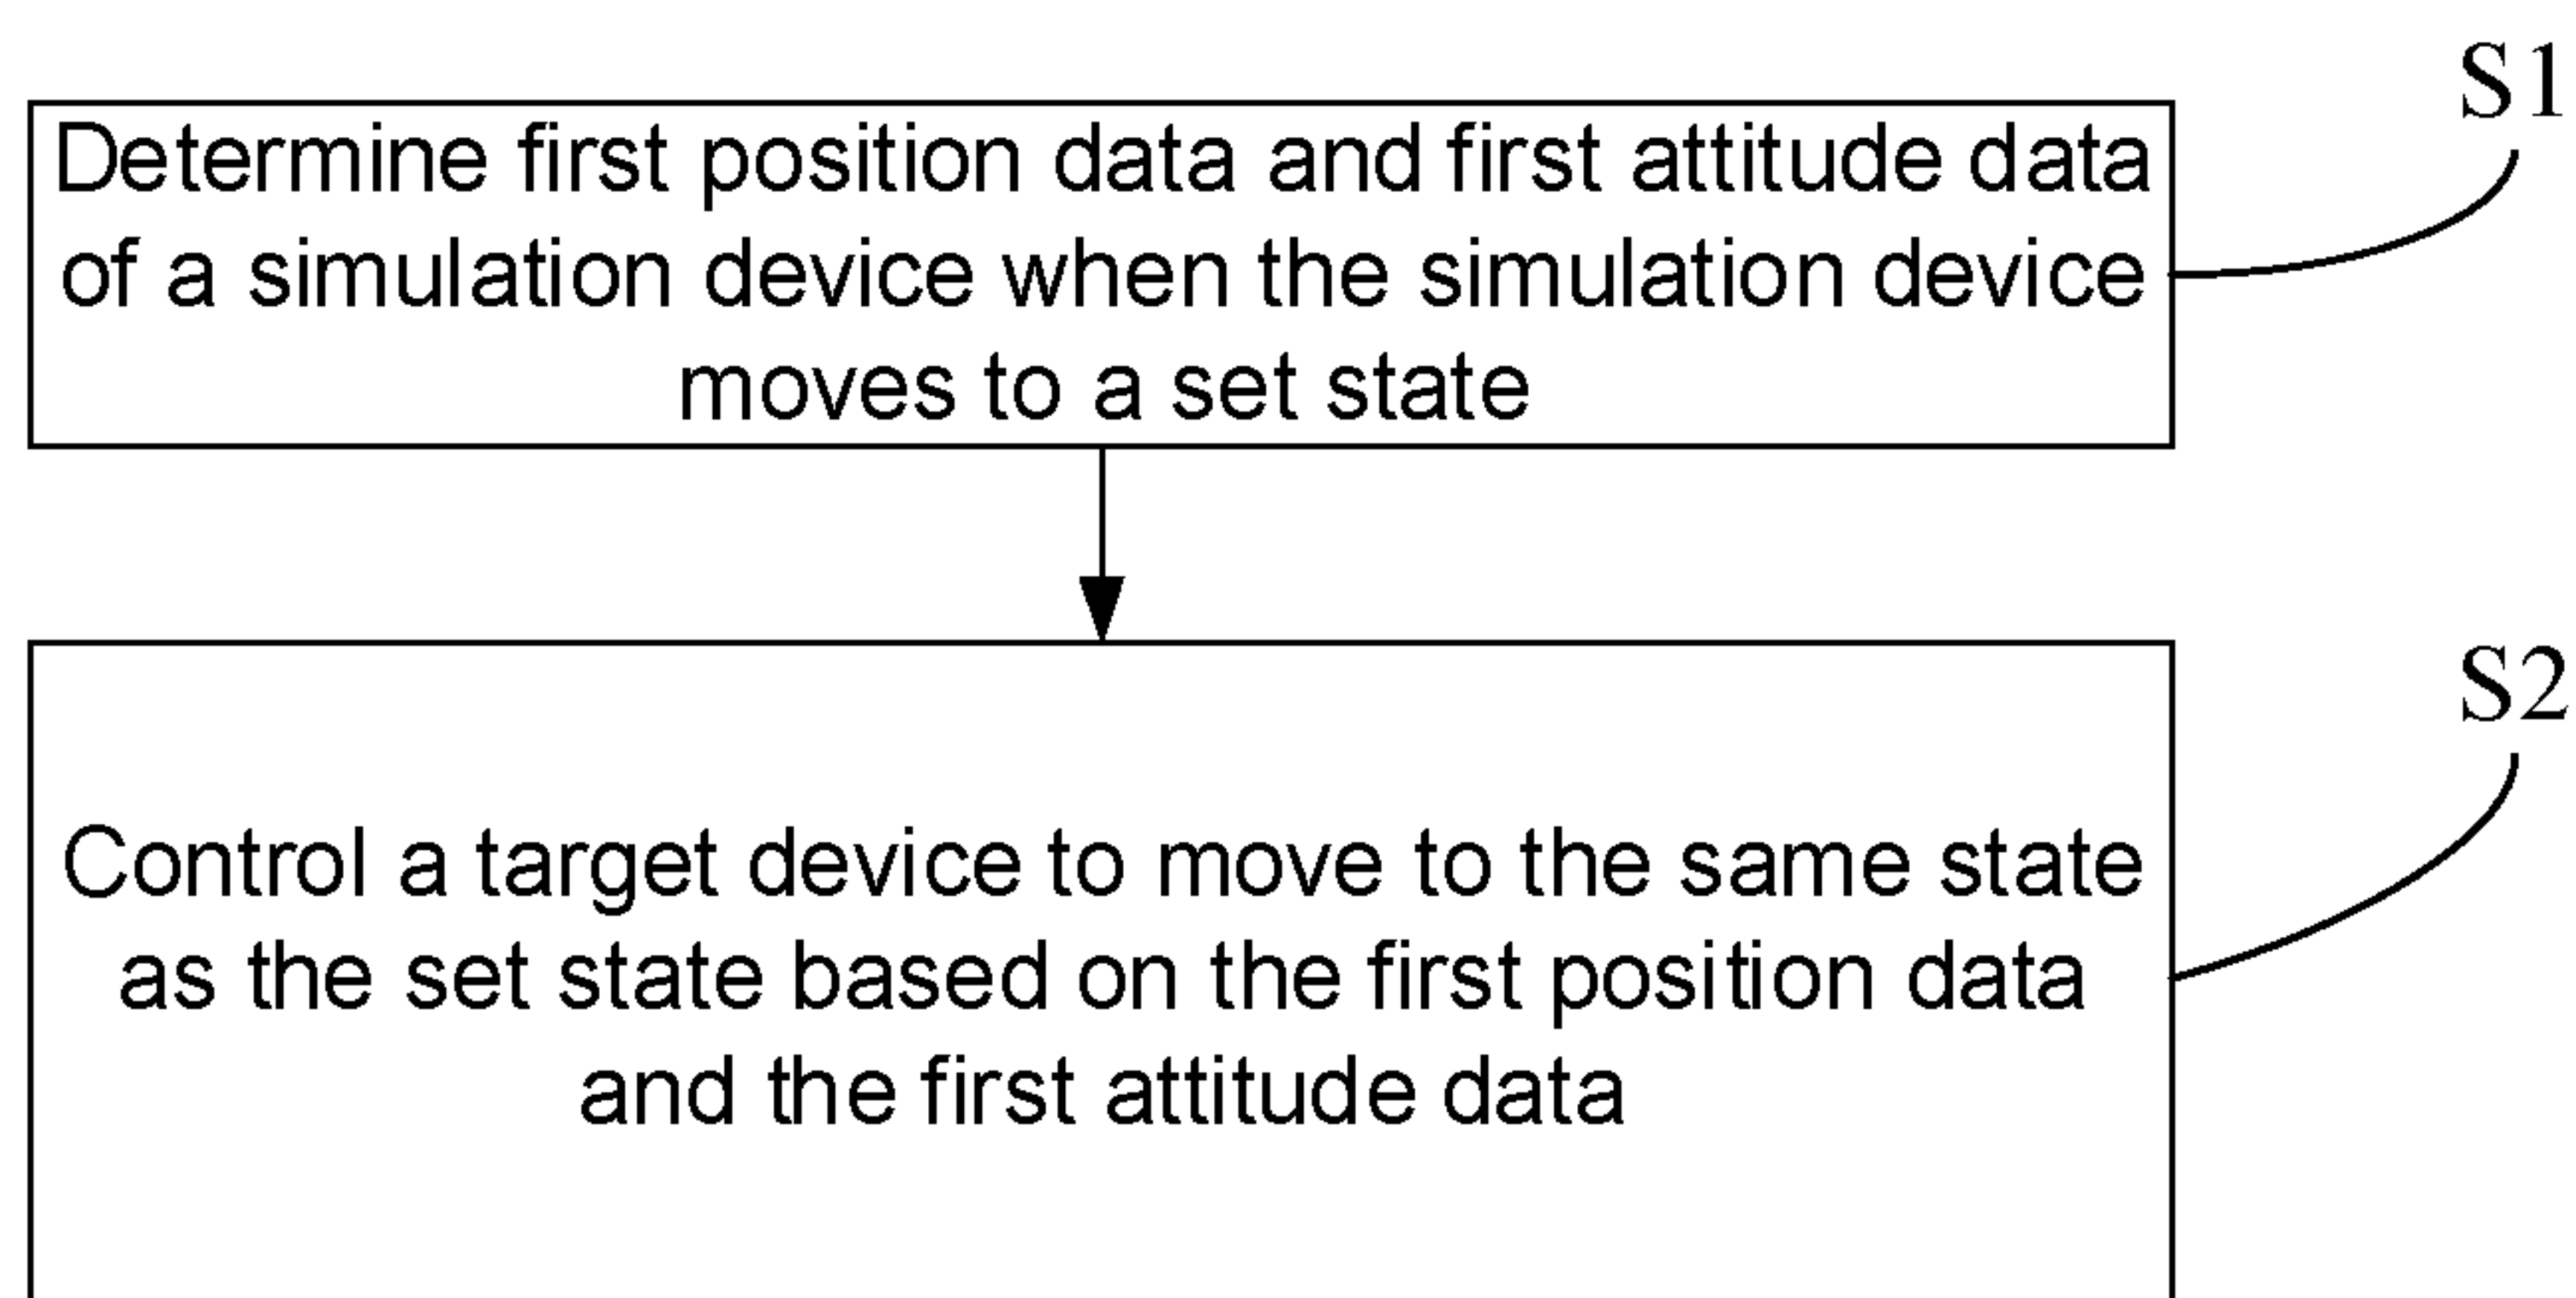 S1
Determine first position data and first attitude data
of a simulation device when the simulation device
moves to a set state
S2
Control a target device to move to the same state
as the set state based on the first position data
and the first attitude data